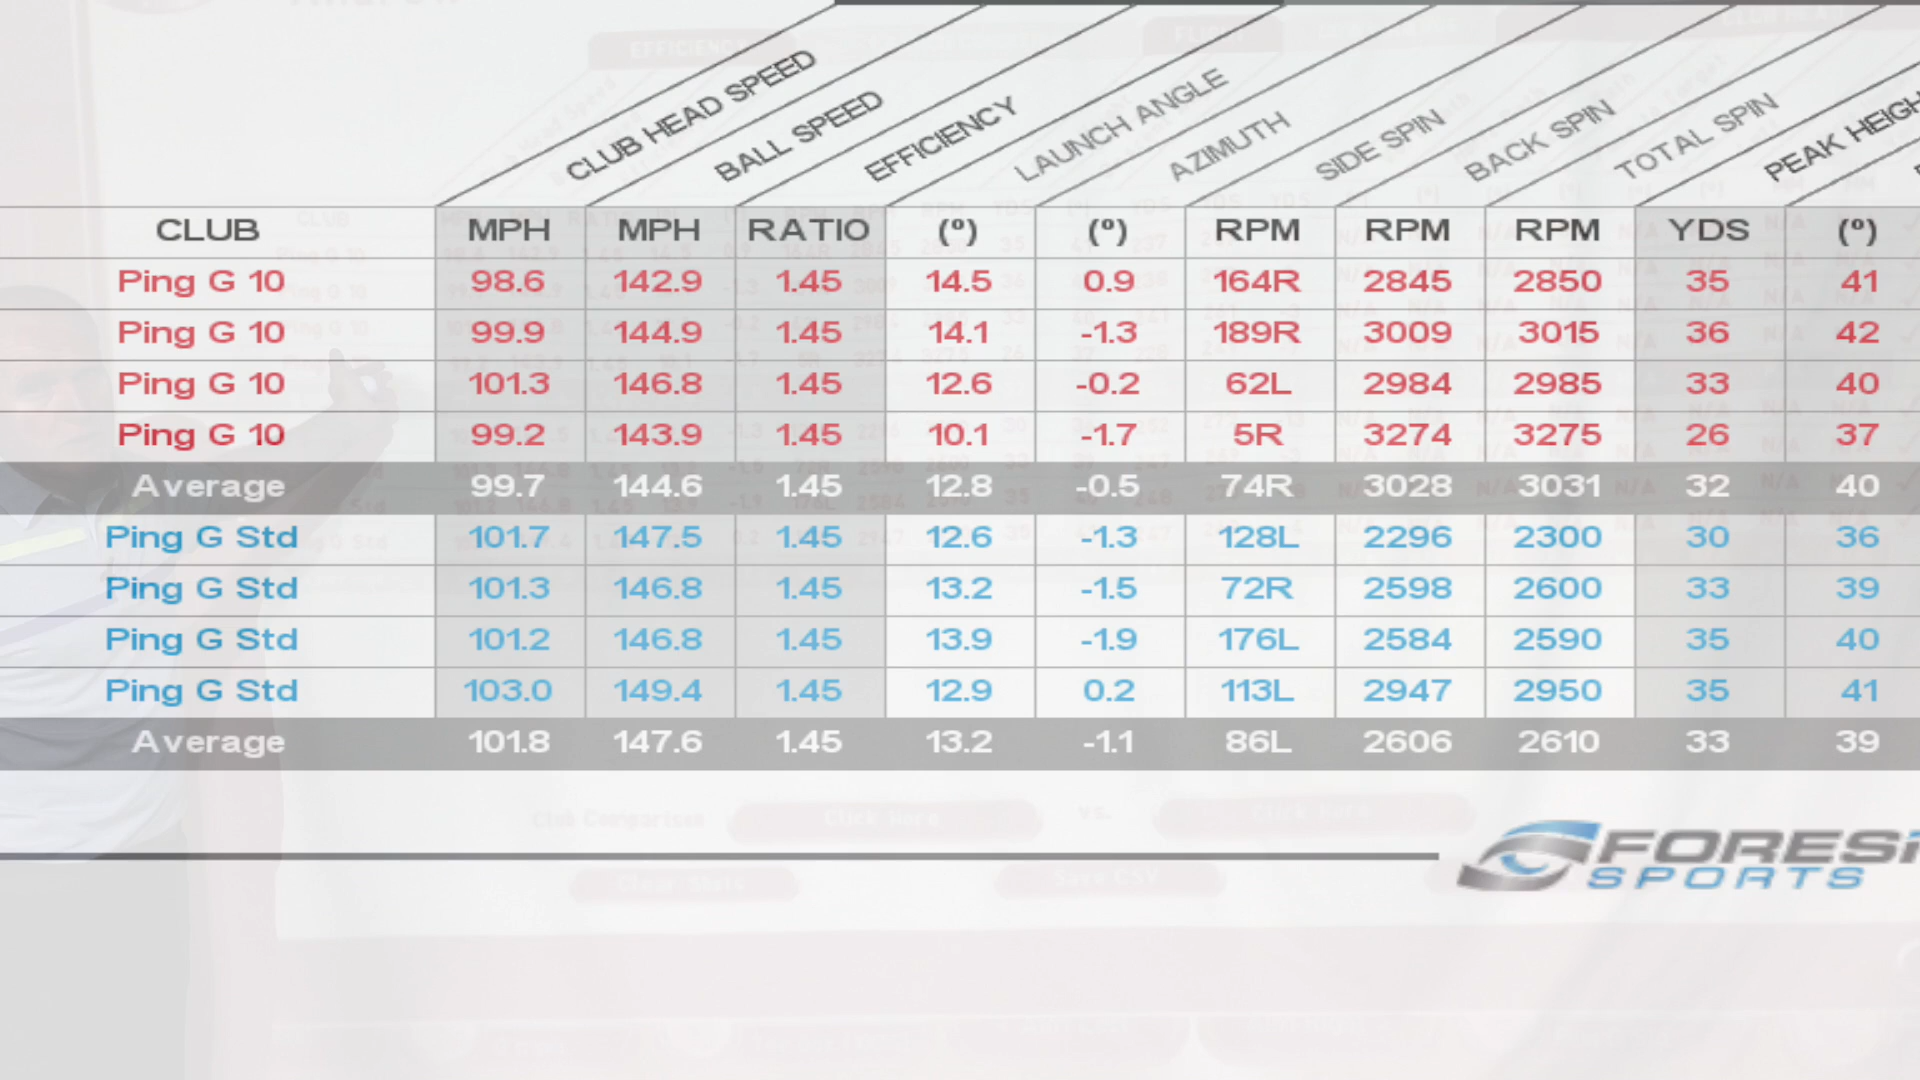 CLUB HEAD SPEED
BALL SPEED
EFFICIENCY
LAUNCH ANGLE
AZIMUTH
SIDE SPIN
BACK SPIN
TOTAL SPIN
PEAK HEIGH
CLUB MPH MPH RATIO (º) (º) RPM RPM RPM YDS (º)
Ping G 10 98.6 142.9 1.45 14.5 0.9 164R 2845 2850 35 41
Ping G 10 99.9 144.9 1.45 14.1 -1.3 189R 3009 3015 36 42
Ping G 10 101.3 146.8 1.45 12.6 -0.2 62L 2984 2985 33 40
Ping G 10 99.2 143.9 1.45 10.1 -1.7 5R 3274 3275 26 37
Average 99.7 144.6 1.45 12.8 -0.5 74R 3028 3031 32 40
Ping G Std 101.7 147.5 1.45 12.6 -1.3 128L 2296 2300 30 36
Ping G Std 101.3 146.8 1.45 13.2 -1.5 72R 2598 2600 33 39
Ping G Std 101.2 146.8 1.45 13.9 -1.9 176L 2584 2590 35 40
Ping G Std 103.0 149.4 1.45 12.9 0.2 113L 2947 2950 35 41
Average 101.8 147.6 1.45 13.2 -1.1 86L 2606 2610 33 39
Club Comparison Click Here vs. Click Here
FORESI
SPORTS